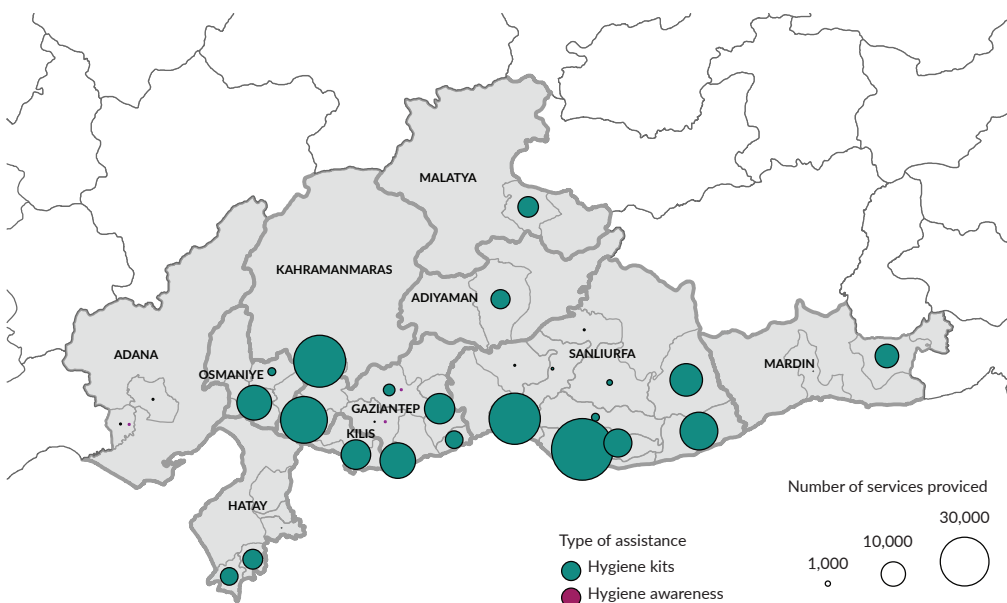 MALATYA
KAHRAMANMARAS
ADIYAMAN
ADANA
SANLIURFA
MARDIN
OSMANIYE
GAZIANTEP
KILIS
HATAY
Number of services proviced
30,000
10,000
1,000
Type of assistance
Hygiene kits
Hygiene awareness